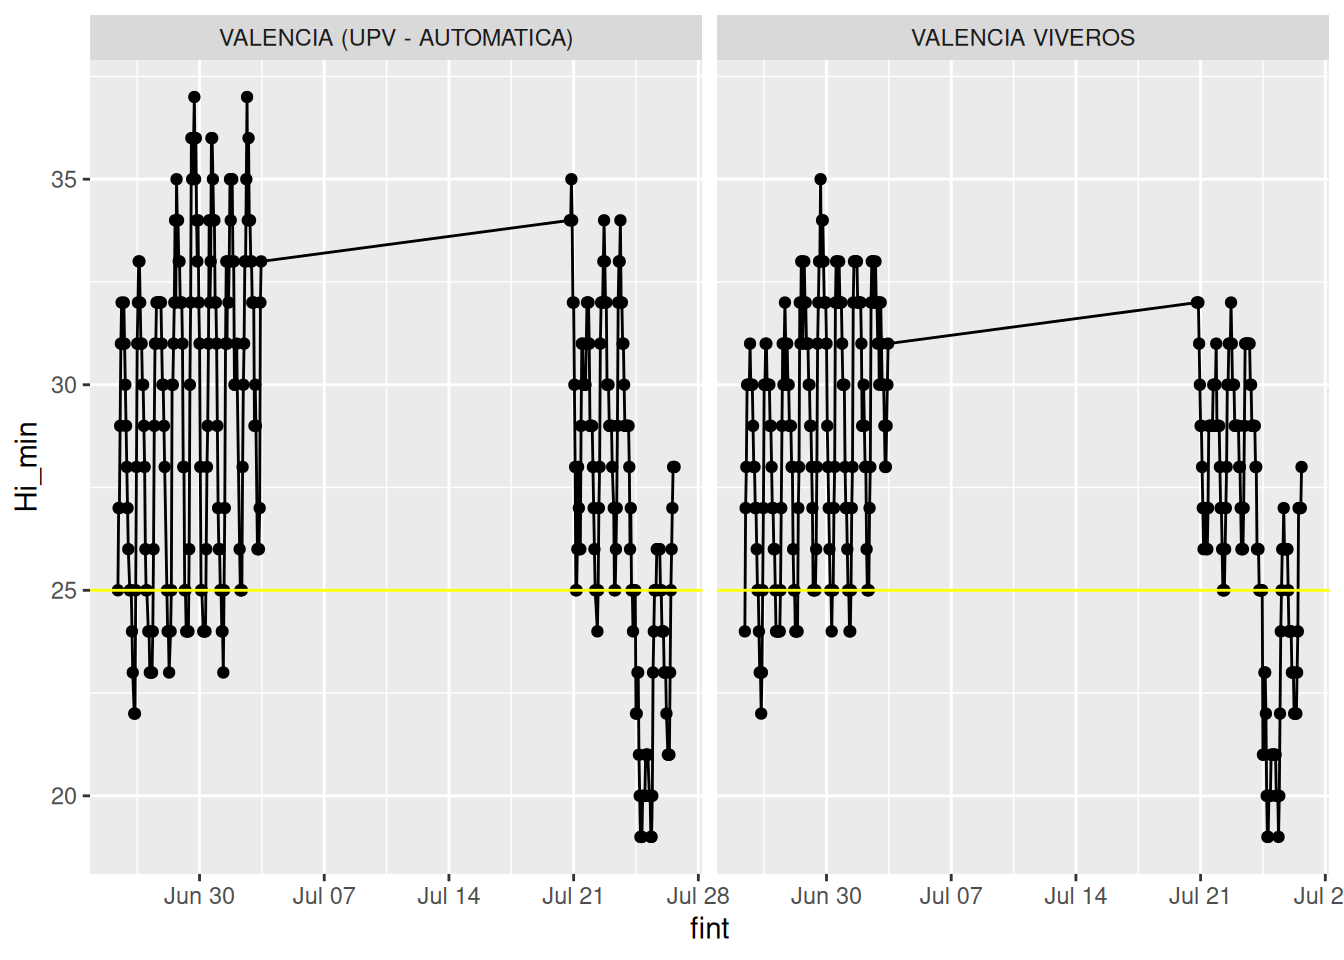 VALENCIA (UPV - AUTOMATICA)
VALENCIA VIVEROS
Hi_min
35
30
25
20
Jun 30
Jul 07
Jul 14
Jul 21
Jul 28
Jun 30
Jul 07
Jul 14
Jul 21
Jul 2
fint